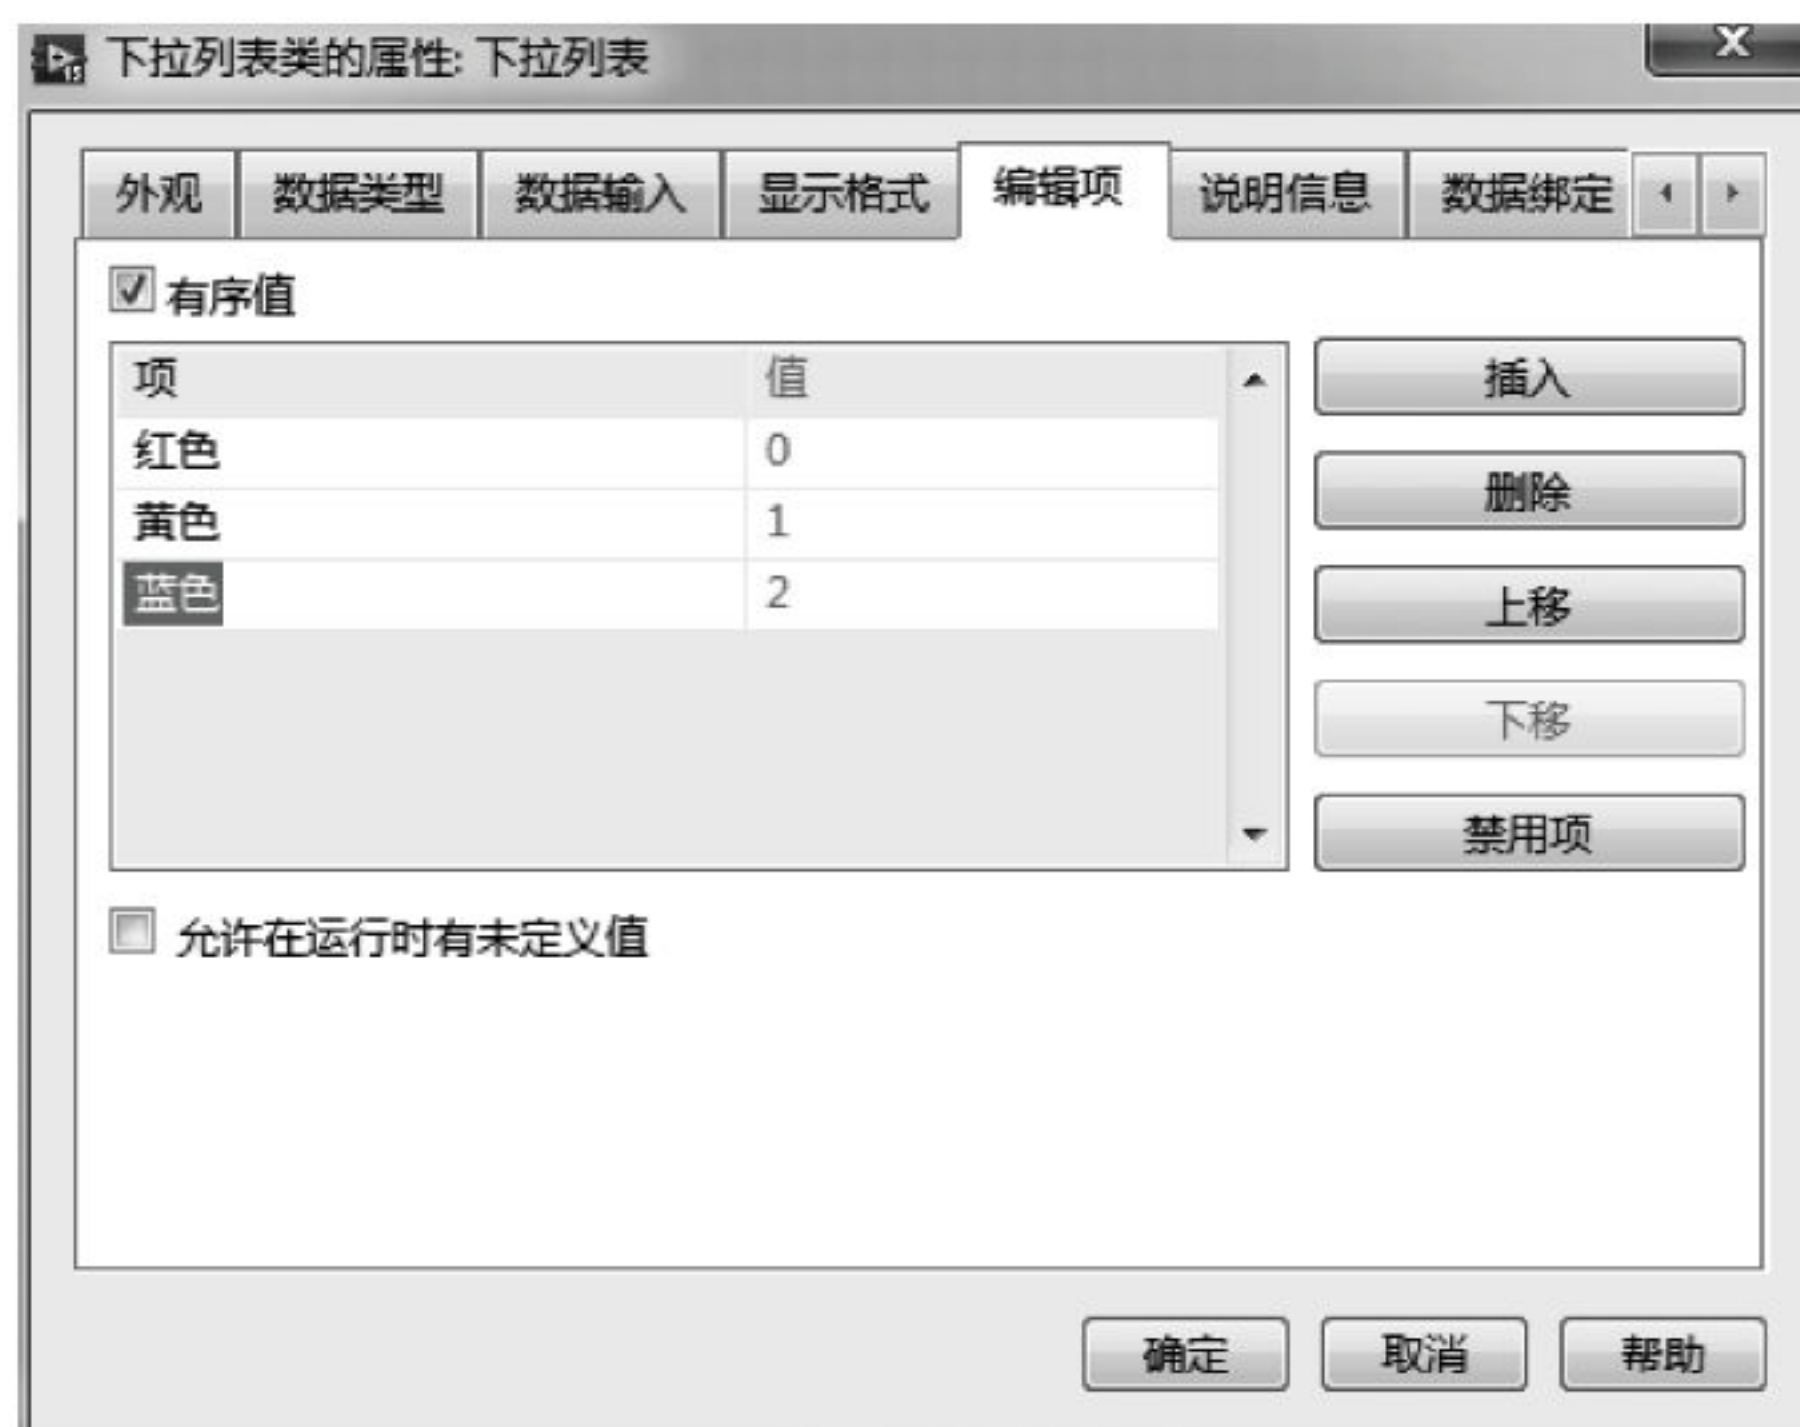 下拉列表类的属性: 下拉列表
外观 数据类型 数据输入 显示格式 编辑项 说明信息 数据绑定
有序值
项 值
红色 0
黄色 1
蓝色 2
插入
删除
上移
下移
禁用项
允许在运行时有未定义值
确定 取消 帮助